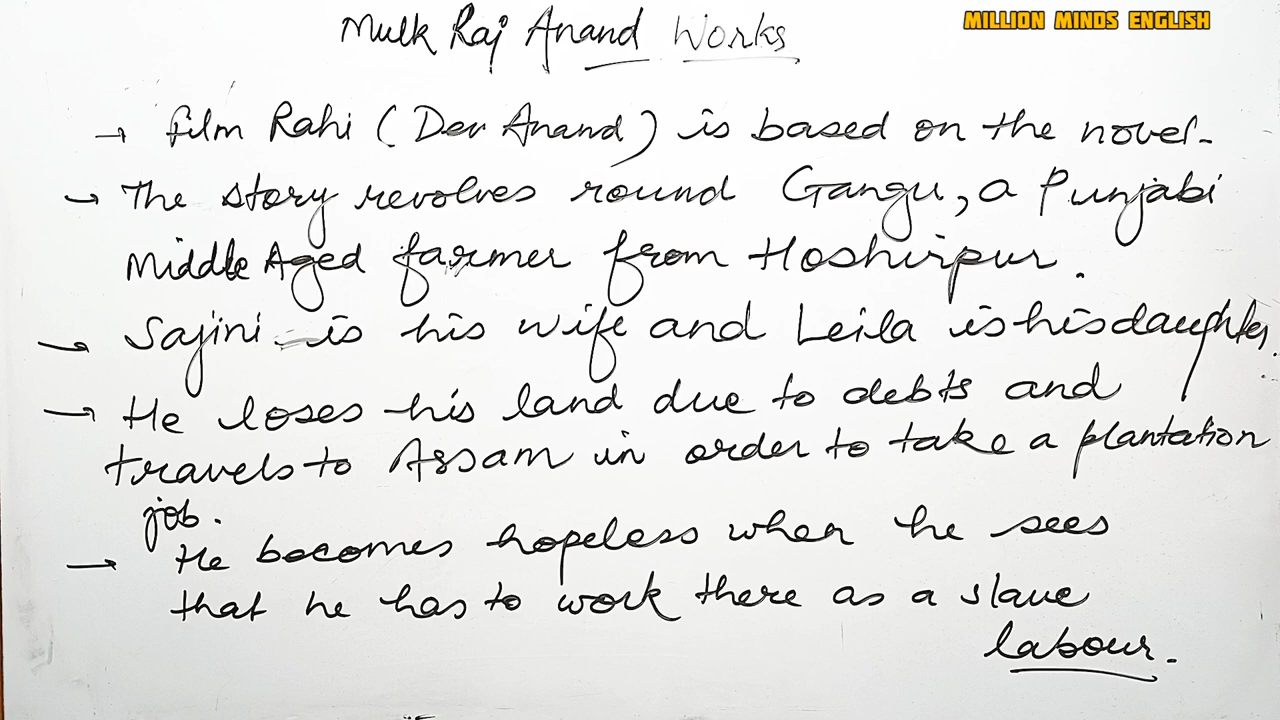 Mulk Raj Anand Works
MILLION MINDS ENGLISH
→ film Rahi (Dev Anand) is based on the novel.
→ The story revolves round Gangu, a Punjabi
Middle Aged farmer from Hoshirpur.
→ Sajini is his wife and Leila is his daughter.
→ He loses his land due to debts and
travels to Assam in order to take a plantation
job.
→ He becomes hopeless when he sees
that he has to work there as a slave
labour.